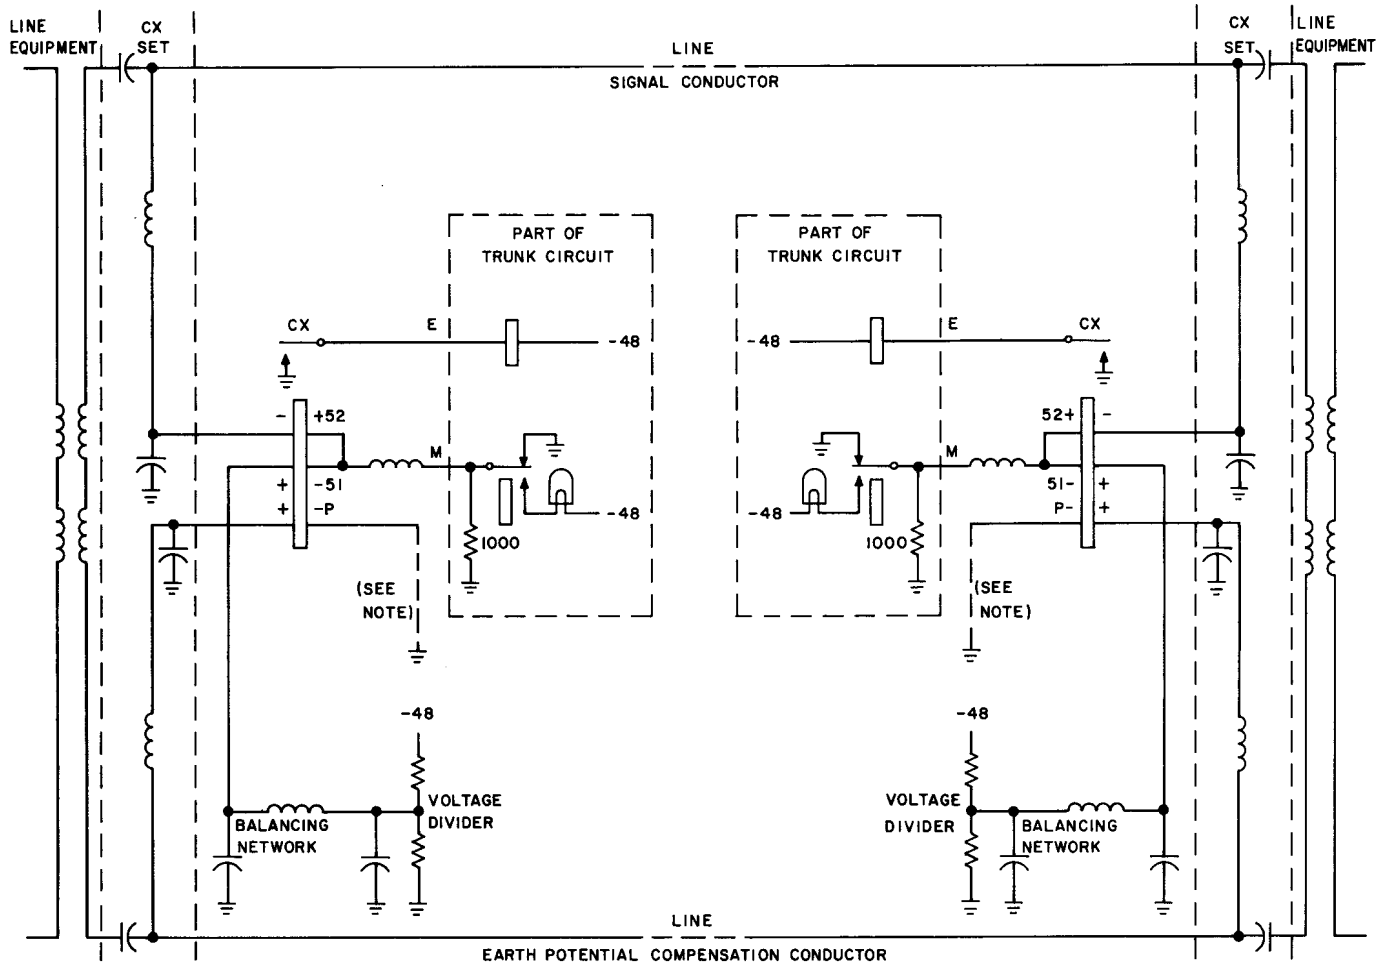 LINE
EQUIPMENT
CX
SET
LINE
SIGNAL CONDUCTOR
CX
SET
LINE
EQUIPMENT
PART OF
TRUNK CIRCUIT
PART OF
TRUNK CIRCUIT
CX
E
-48
-48
E
CX
-
+52
M
+
-51
+
-P
-48
1000
(SEE
NOTE)
52+
-
M
51-
+
P-
+
-48
1000
(SEE
NOTE)
-48
VOLTAGE
DIVIDER
BALANCING
NETWORK
-48
VOLTAGE
DIVIDER
BALANCING
NETWORK
LINE
EARTH POTENTIAL COMPENSATION CONDUCTOR